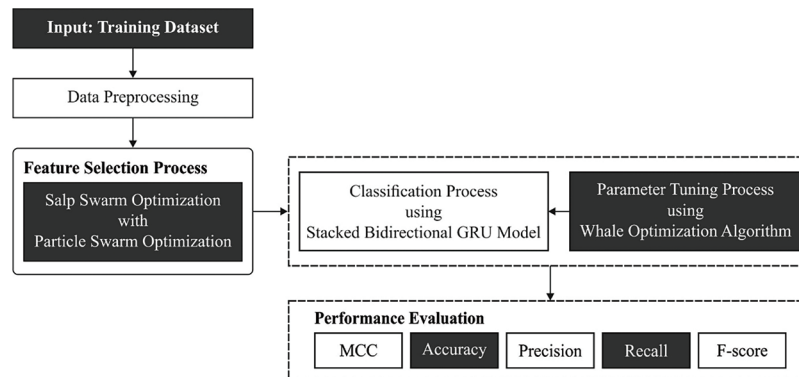 Input: Training Dataset
Data Preprocessing
Feature Selection Process
Salp Swarm Optimization
with
Particle Swarm Optimization
Classification Process
using
Stacked Bidirectional GRU Model
Parameter Tuning Process
using
Whale Optimization Algorithm
Performance Evaluation
MCC
Accuracy
Precision
Recall
F-score